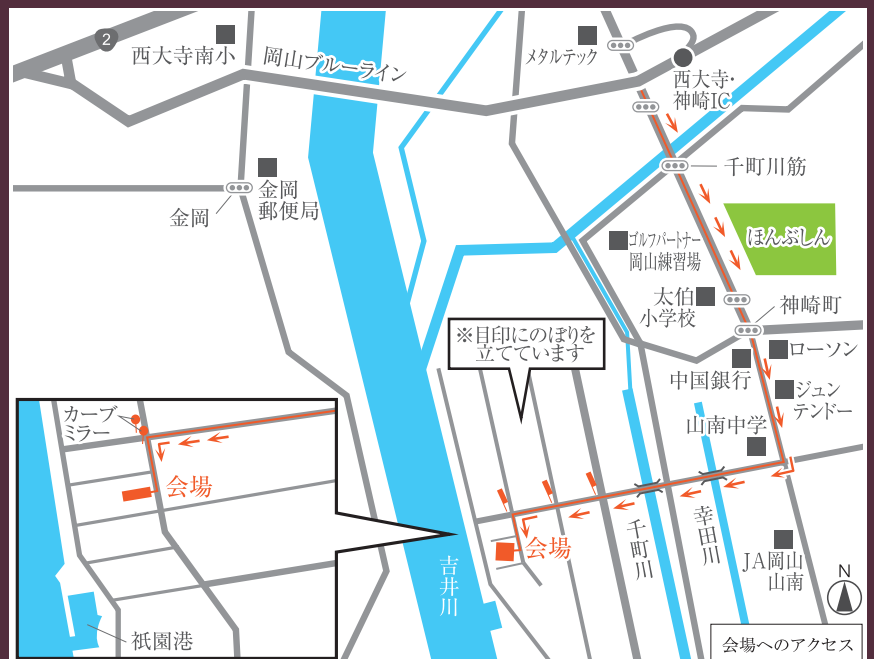 2
西大寺南小
岡山ブルーライン
メタルテック
西大寺・
神崎IC
千町川筋
金岡
郵便局
金岡
ほんぶしん
ゴルフパートナー
岡山練習場
太伯
小学校
神崎町
※目印にのぼりを
立てています
ローソン
中国銀行
ジュン
テンドー
山南中学
カーブ
ミラー
会場
会場
千町川
幸田川
吉井川
JA岡山
山南
祇園港
N
会場へのアクセス